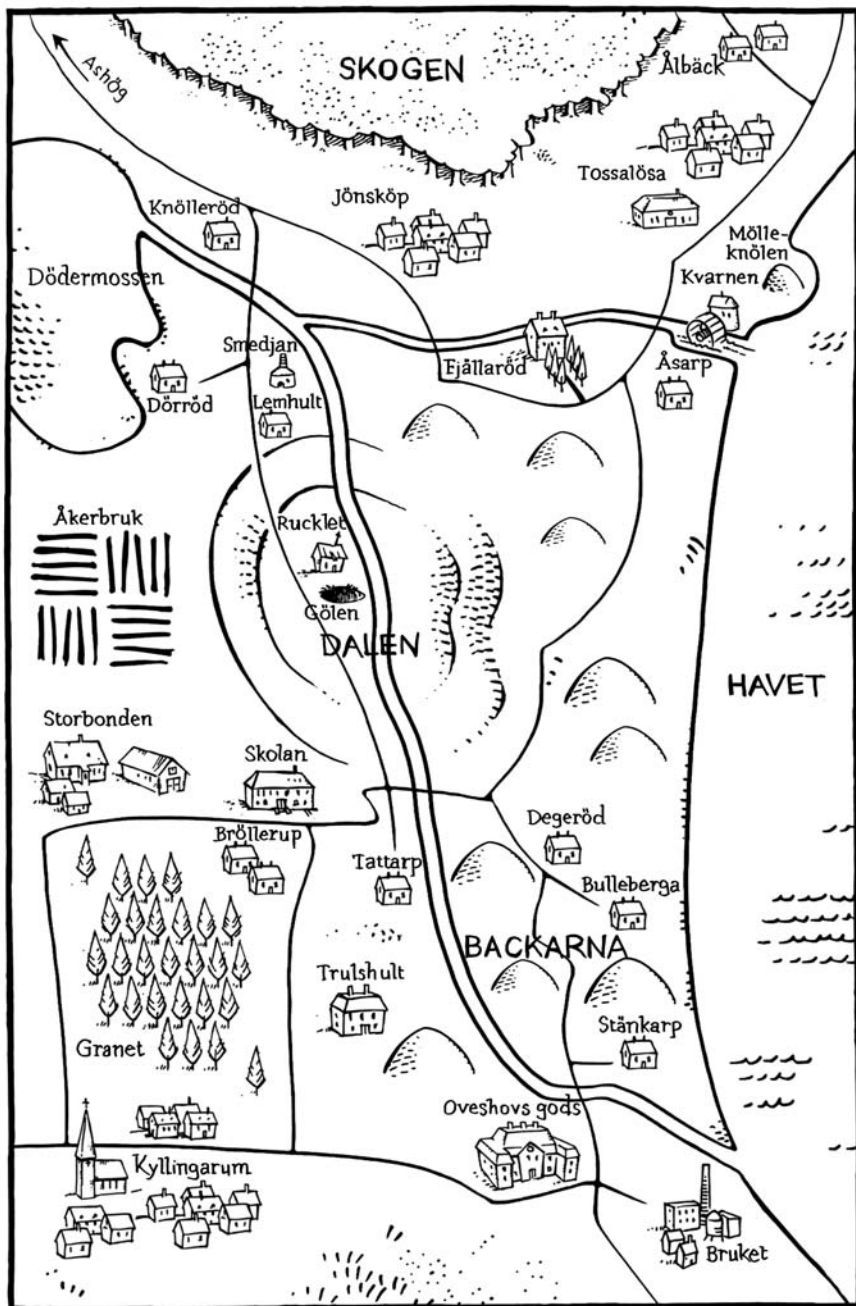 SKOGEN
Ashög
Ålbäck
Tossalösa
Jönsköp
Knölleröd
Mölle-
knölen
Kvarnen
Dödermossen
Smedjan
Fjällaröd
Åsarp
Dörröd
Lemhult
Åkerbruk
Rucklet
Gölen
DALEN
HAVET
Storbonden
Skolan
Degeröd
Bröllerup
Tattarp
Bulleberga
BACKARNA
Trulshult
Stänkarp
Granet
Oveshovs gods
Kyllingarum
Bruket